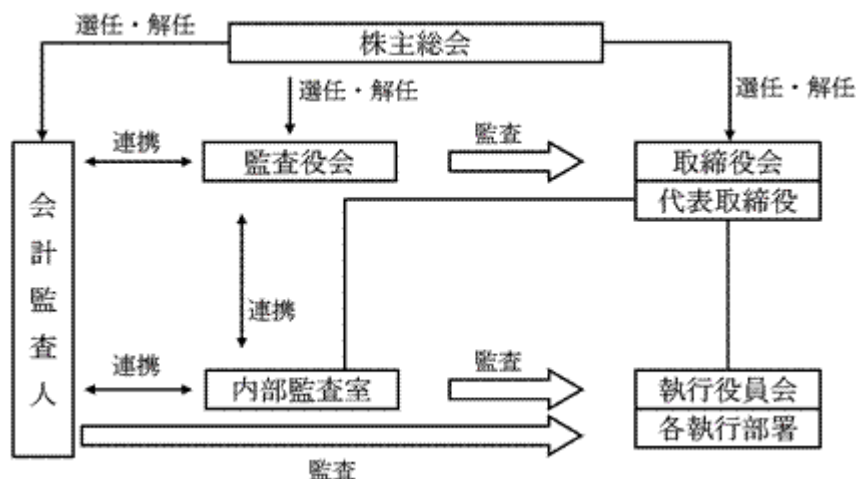 選任・解任
株主総会
選任・解任
選任・解任
連携
監査役会
監査
取締役会
代表取締役
会計監査人
連携
連携
内部監査室
監査
執行役員会
各執行部署
監査